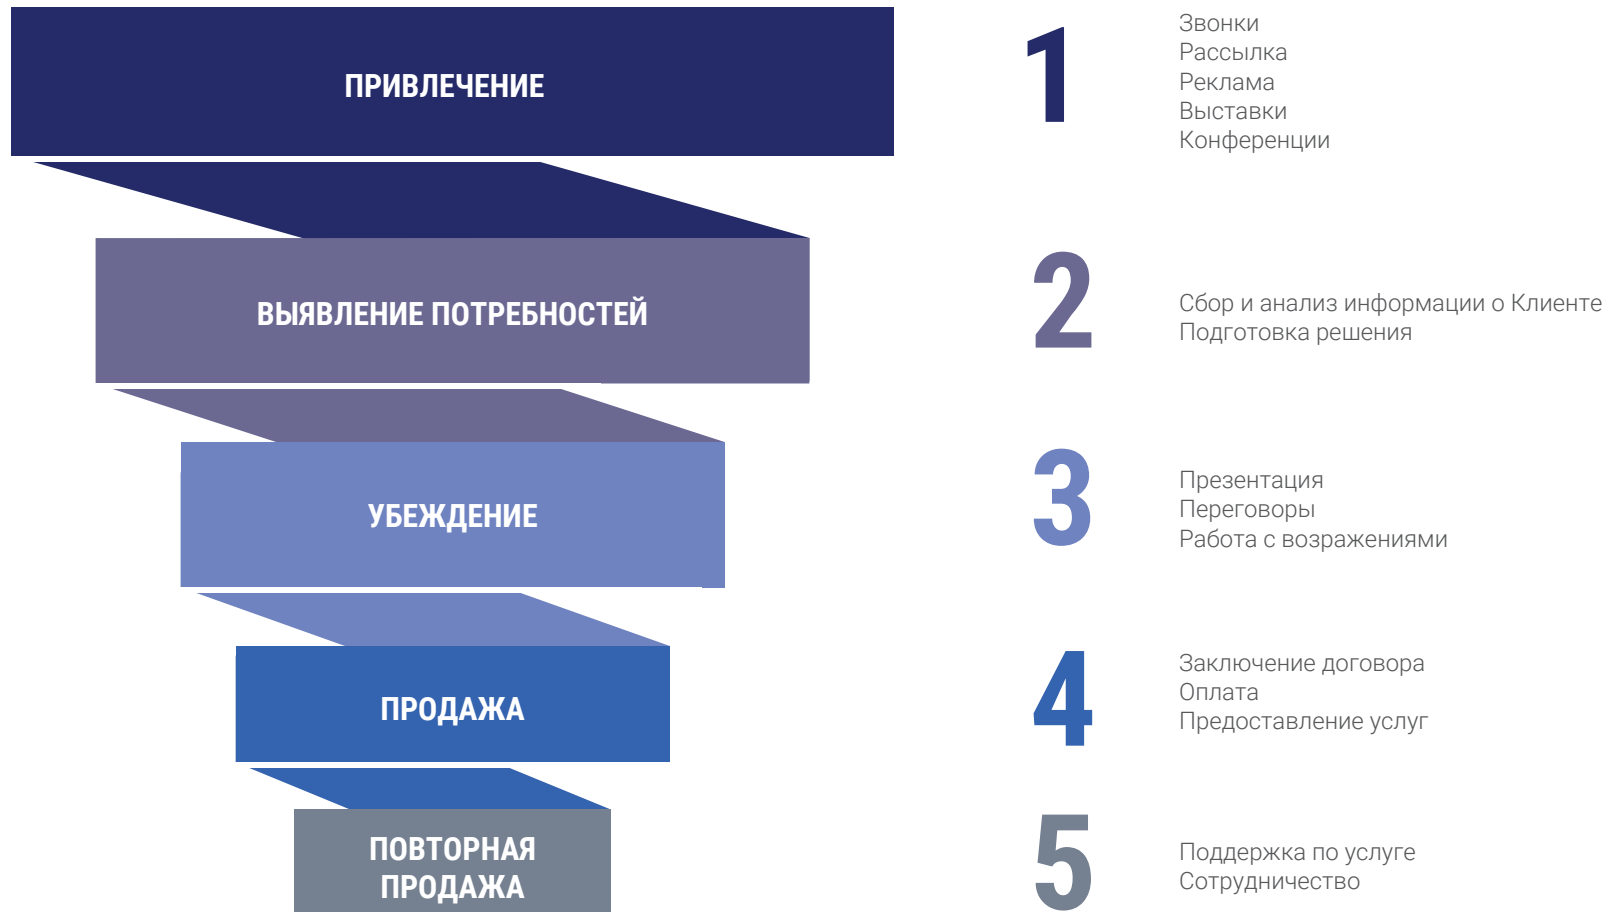 ПРИВЛЕЧЕНИЕ
1
Звонки
Рассылка
Реклама
Выставки
Конференции
ВЫЯВЛЕНИЕ ПОТРЕБНОСТЕЙ
2
Сбор и анализ информации о Клиенте
Подготовка решения
УБЕЖДЕНИЕ
3
Презентация
Переговоры
Работа с возражениями
ПРОДАЖА
4
Заключение договора
Оплата
Предоставление услуг
ПОВТОРНАЯ
ПРОДАЖА
5
Поддержка по услуге
Сотрудничество